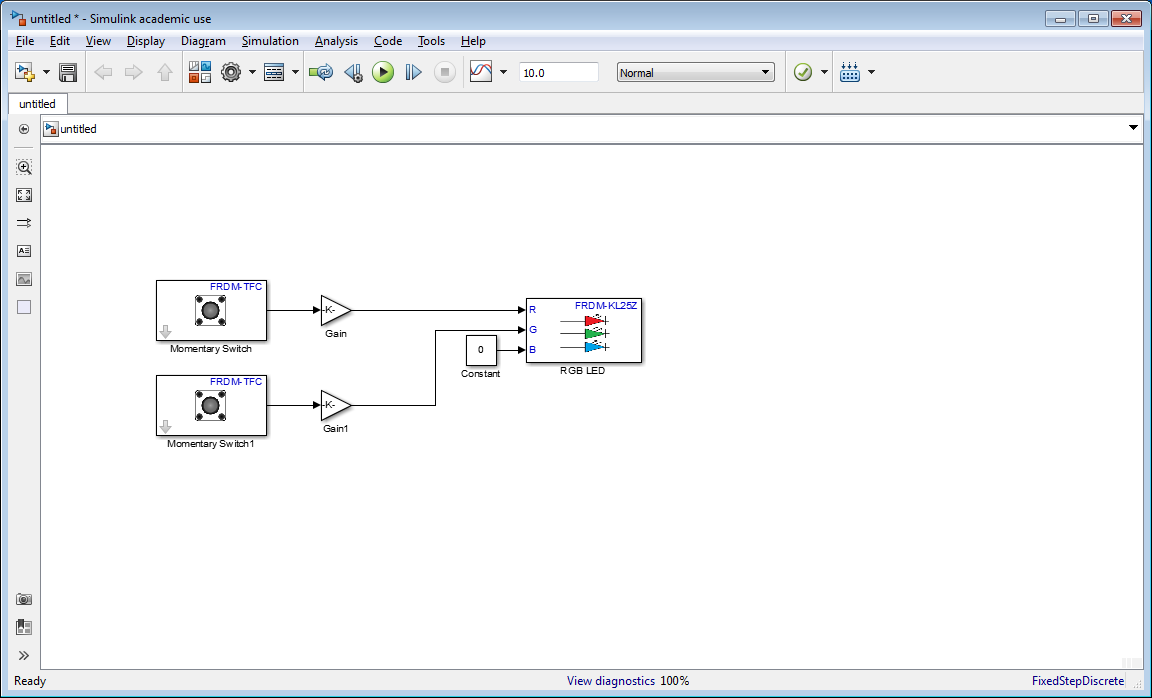 untitled * - Simulink academic use
File Edit View Display Diagram Simulation Analysis Code Tools Help
10.0 Normal
untitled
untitled
FRDM-TFC
Momentary Switch
-K-
Gain
FRDM-TFC
Momentary Switch1
-K-
Gain1
0
Constant
FRDM-KL25Z
R
G
B
RGB LED
Ready View diagnostics 100% FixedStepDiscrete